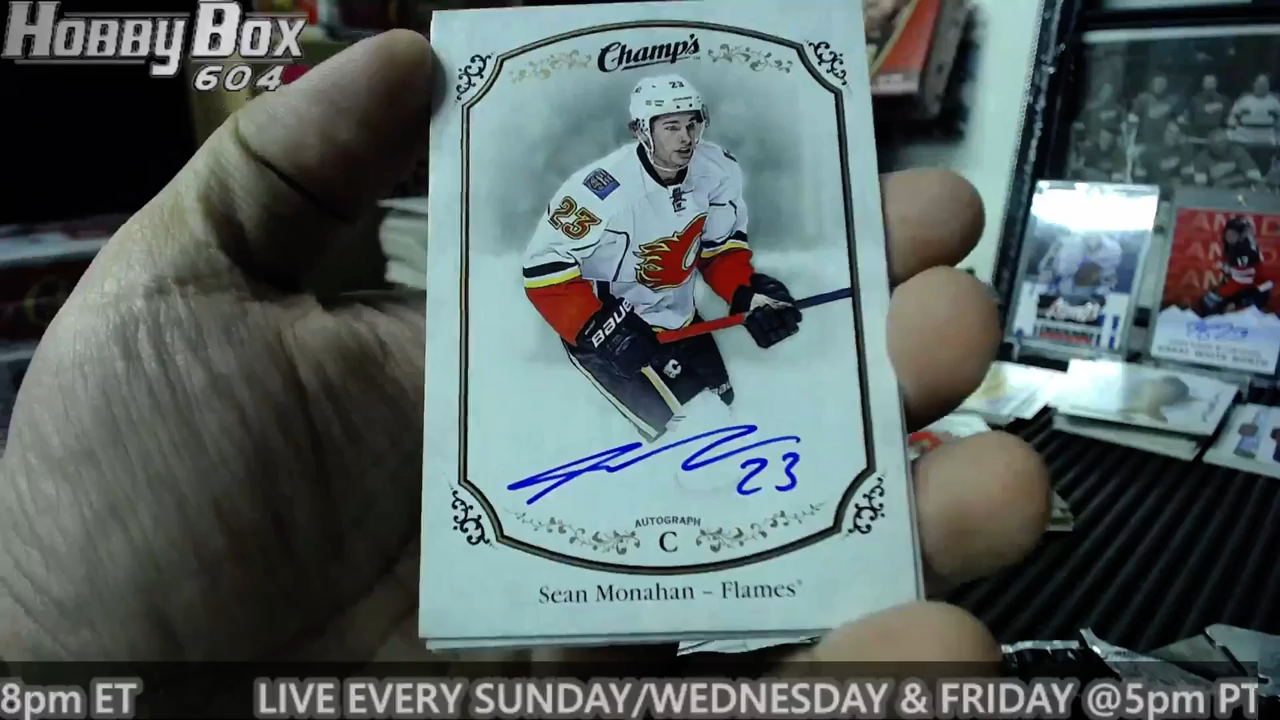 HOBBY BOX
604
Champ's
23
23
BAUER
23
AUTOGRAPH
C
Sean Monahan – Flames
8pm ET LIVE EVERY SUNDAY/WEDNESDAY & FRIDAY @5pm PT